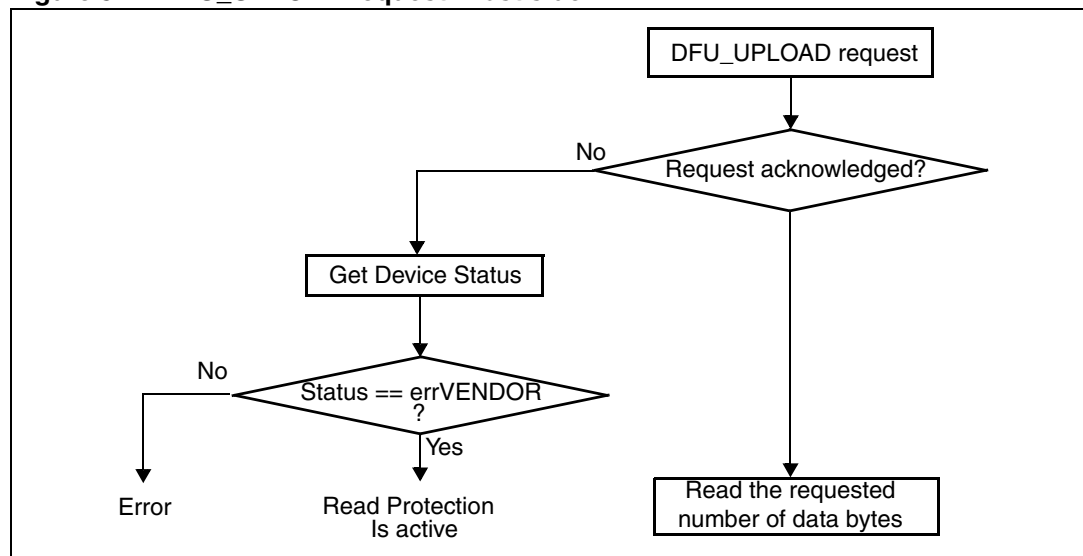 DFU_UPLOAD request
No
Request acknowledged?
Get Device Status
No
Status == errVENDOR
?
Yes
Error
Read Protection
Is active
Read the requested
number of data bytes